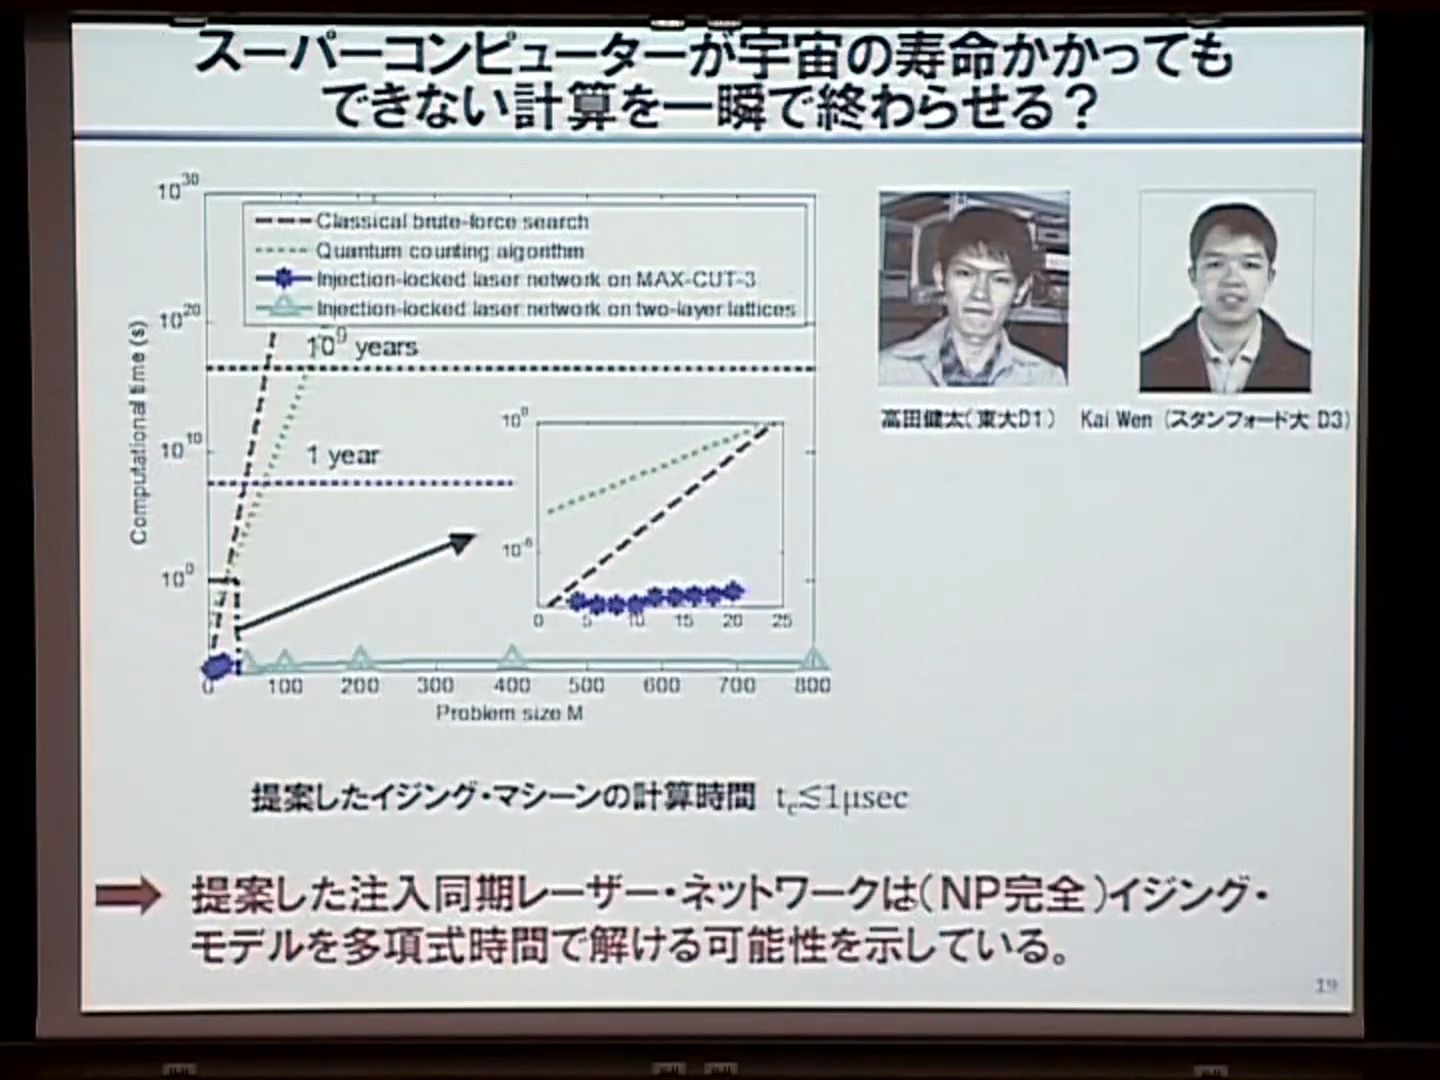 スーパーコンピューターが宇宙の寿命かかっても
できない計算を一瞬で終わらせる？
10^30
Classical brute-force search
Quantum counting algorithm
Injection-locked laser network on MAX-CUT-3
Injection-locked laser network on two-layer lattices
10^20
10^9 years
10^10
1 year
10^0
Computational time (s)
10^0
0 5 10 15 20 25
0 100 200 300 400 500 600 700 800
Problem size M
高田健太(東大D1)
Kai Wen (スタンフォード大 D3)
提案したイジング・マシーンの計算時間 t_c≲1μsec
提案した注入同期レーザー・ネットワークは(NP完全)イジング・
モデルを多項式時間で解ける可能性を示している。
19